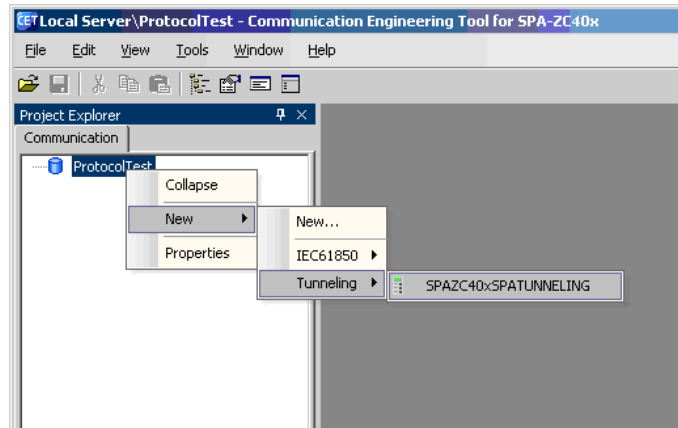 CET Local Server\ProtocolTest - Communication Engineering Tool for SPA-ZC40x
File Edit View Tools Window Help
Project Explorer
Communication
ProtocolTest
Collapse
New New...
Properties IEC61850
Tunneling SPAZC40xSPATUNNELING